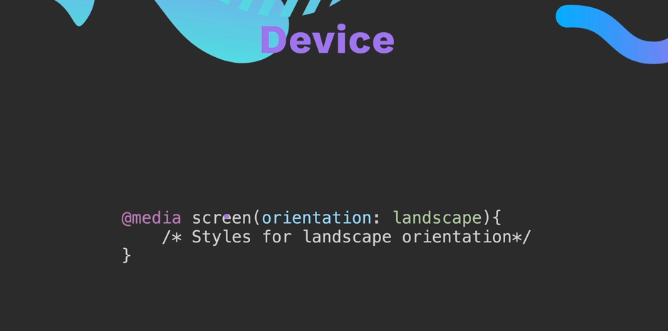 Device
@media screen(orientation: landscape){
/* Styles for landscape orientation*/
}